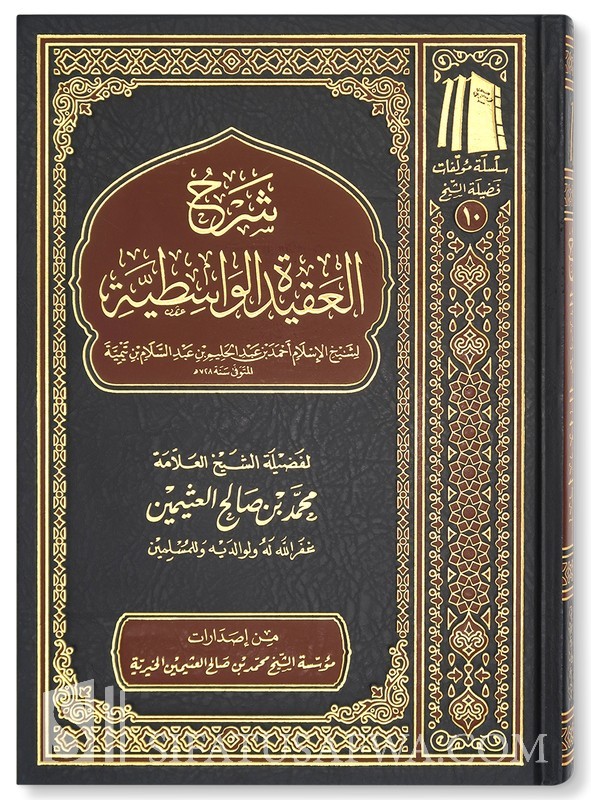 سلسلة مؤلفات
فضيلة الشيخ
١٠
شرح
العقيدة الواسطية
لشيخ الإسلام أحمد بن عبد الحليم بن عبد السلام بن تيمية
المتوفى سنة ٧٢٨هـ
لفضيلة الشيخ العلامة
محمد بن صالح العثيمين
غفر الله له ولوالديه وللمسلمين
من إصدارات
مؤسسة الشيخ محمد بن صالح العثيمين الخيرية
SIFATUSAFWA.COM